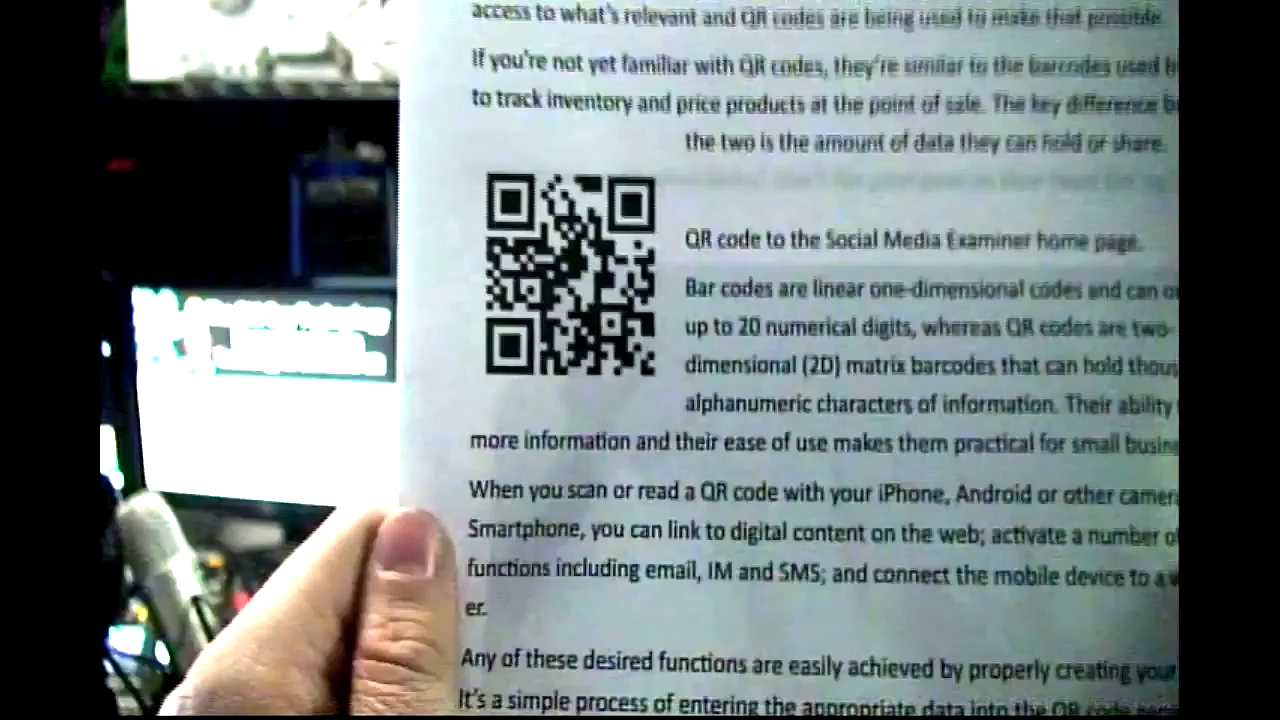 access to what's relevant and QR codes are being used to make that possible.
If you're not yet familiar with QR codes, they're similar to the barcodes used
to track inventory and price products at the point of sale. The key difference
the two is the amount of data they can hold or share.
QR code to the Social Media Examiner home page.
Bar codes are linear one-dimensional codes and can
up to 20 numerical digits, whereas QR codes are two-
dimensional (2D) matrix barcodes that can hold
alphanumeric characters of information. Their ability
more information and their ease of use makes them practical for small
When you scan or read a QR code with your iPhone, Android or other
Smartphone, you can link to digital content on the web; activate a number
functions including email, IM and SMS; and connect the mobile device to a
er.
Any of these desired functions are easily achieved by properly creating your
It's a simple process of entering the appropriate data into the QR code